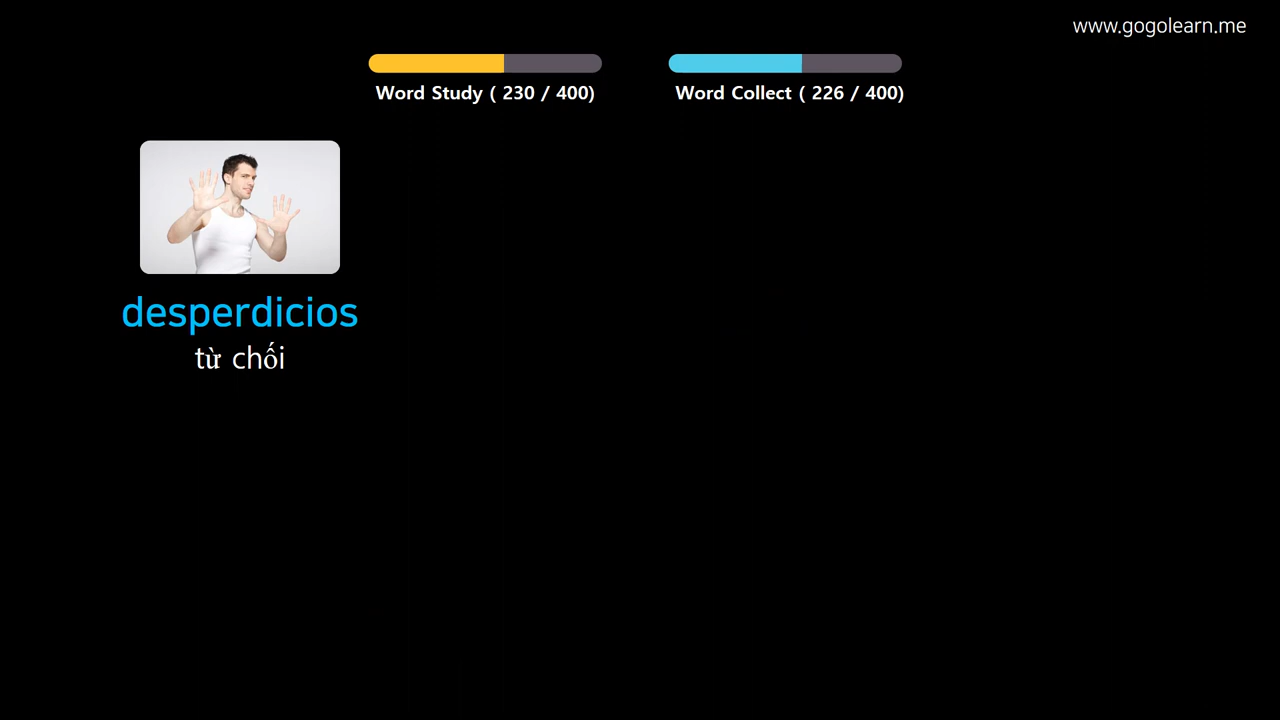 www.gogolearn.me
Word Study ( 230 / 400)
Word Collect ( 226 / 400)
desperdicios
từ chối